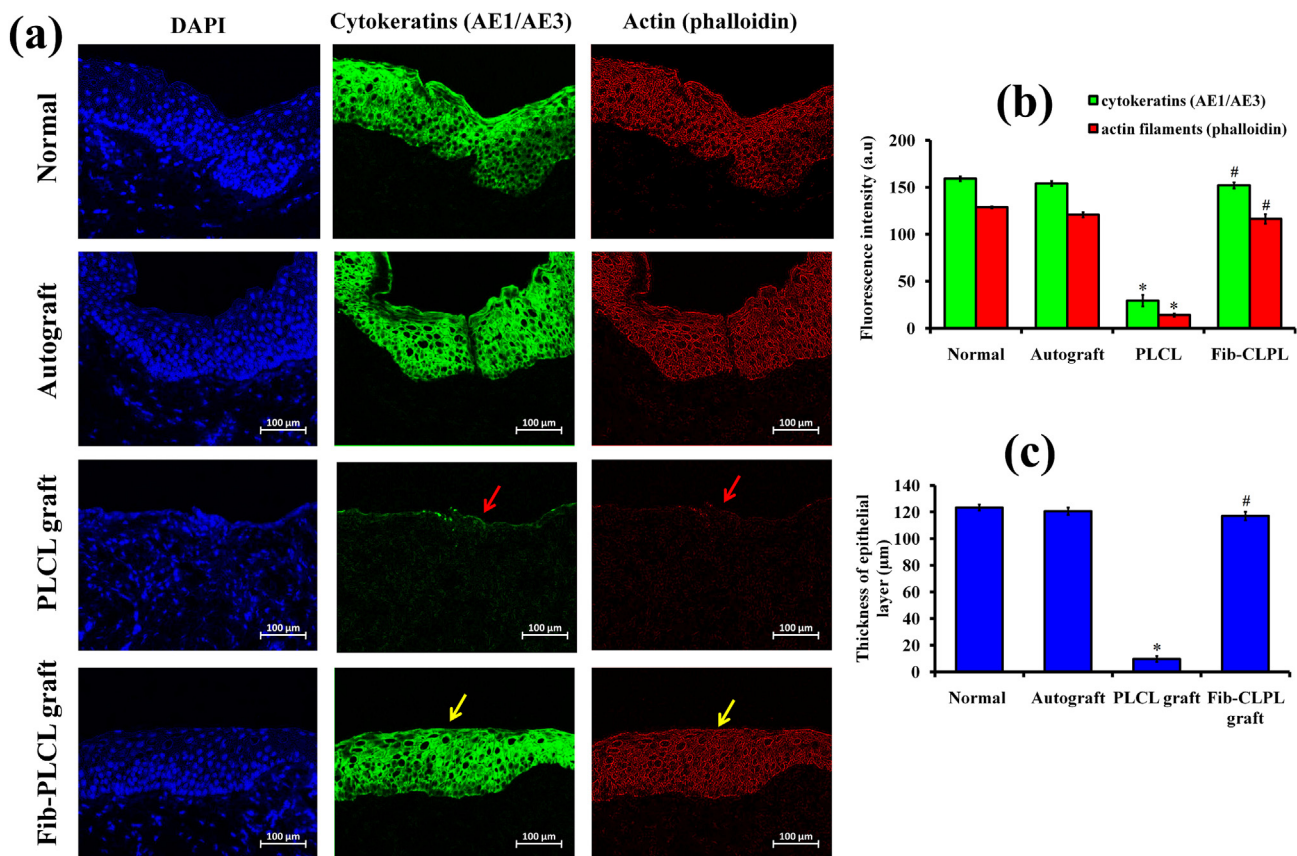 (a)
DAPI
Cytokeratins (AE1/AE3)
Actin (phalloidin)
Normal
Autograft
100 µm
100 µm
100 µm
PLCL graft
100 µm
100 µm
100 µm
Fib-PLCL graft
100 µm
100 µm
100 µm
(b)
cytokeratins (AE1/AE3)
actin filaments (phalloidin)
Fluorescence intensity (a.u)
200
150
100
50
0
*
*
#
#
Normal
Autograft
PLCL
Fib-CLPL
(c)
Thickness of epithelial
layer (µm)
140
120
100
80
60
40
20
0
*
#
Normal
Autograft
PLCL graft
Fib-CLPL
graft